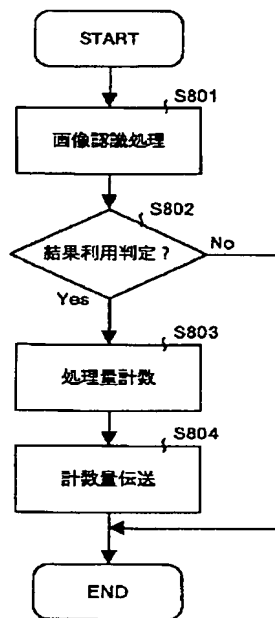 START
S801
画像認識処理
S802
結果利用判定？
No
Yes
S803
処理量計数
S804
計数量伝送
END